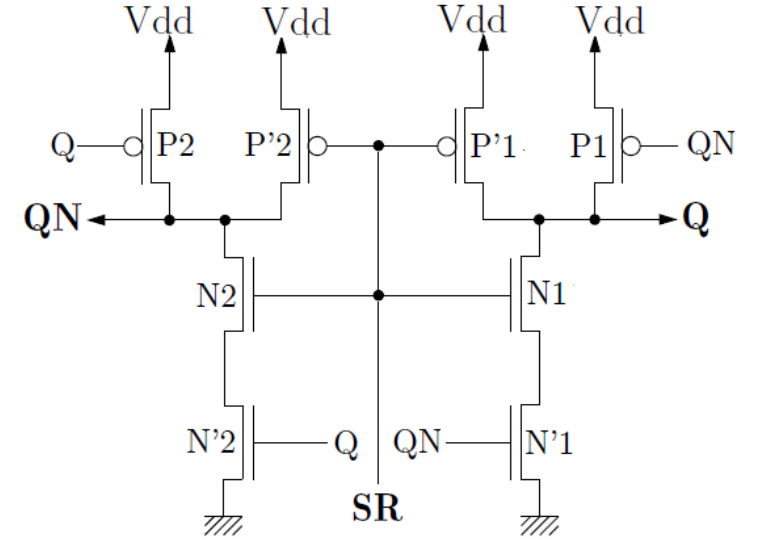 Vdd Vdd Vdd Vdd
Q P2 P'2 P'1 P1 QN
QN Q
N2 N1
N'2 Q QN N'1
SR